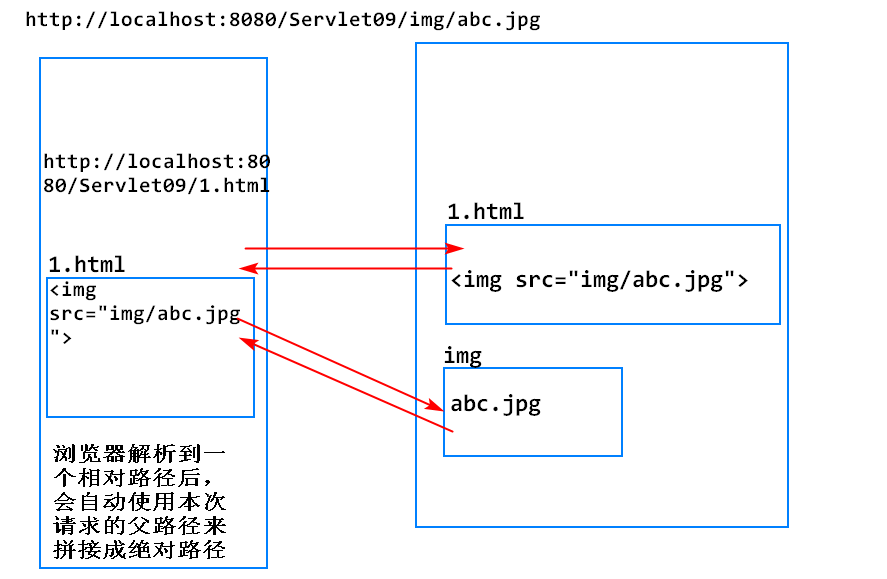 http://localhost:8080/Servlet09/img/abc.jpg
http://localhost:80
80/Servlet09/1.html
1.html
<img
src="img/abc.jpg
">
浏览器解析到一
个相对路径后，
会自动使用本次
请求的父路径来
拼接成绝对路径
1.html
<img src="img/abc.jpg">
img
abc.jpg